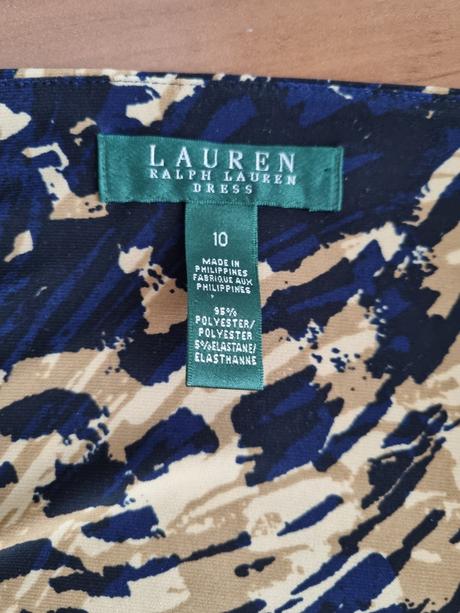 LAUREN
RALPH LAUREN
DRESS
10
MADE IN
PHILIPPINES
FABRIQUE AUX
PHILIPPINES
95%
POLYESTER/
POLYESTER
5%ELASTANE/
ELASTHANNE